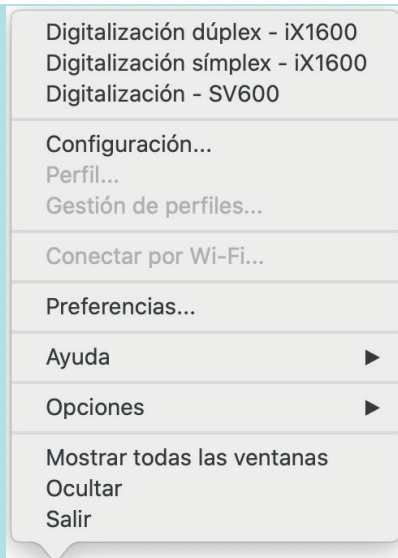 Digitalización dúplex - iX1600
Digitalización símplex - iX1600
Digitalización - SV600
Configuración...
Perfil...
Gestión de perfiles...
Conectar por Wi-Fi...
Preferencias...
Ayuda
Opciones
Mostrar todas las ventanas
Ocultar
Salir